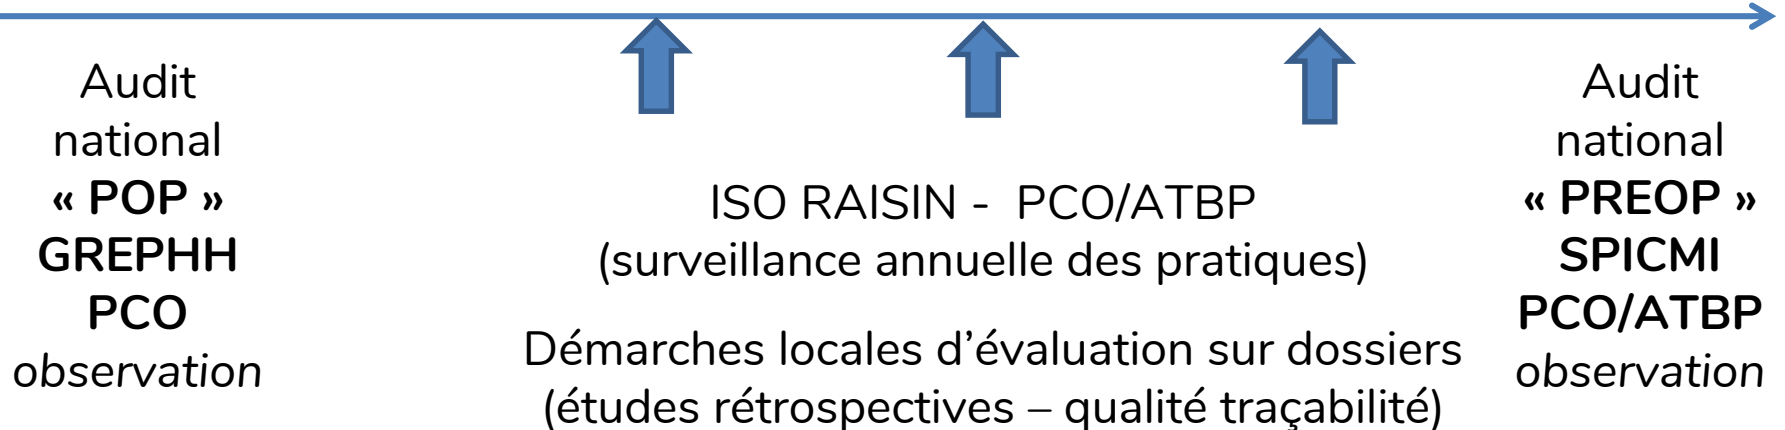 Audit
national
« POP »
GREPHH
PCO
observation
ISO RAISIN - PCO/ATBP
(surveillance annuelle des pratiques)
Démarches locales d’évaluation sur dossiers
(études rétrospectives – qualité traçabilité)
Audit
national
« PREOP »
SPICMI
PCO/ATBP
observation